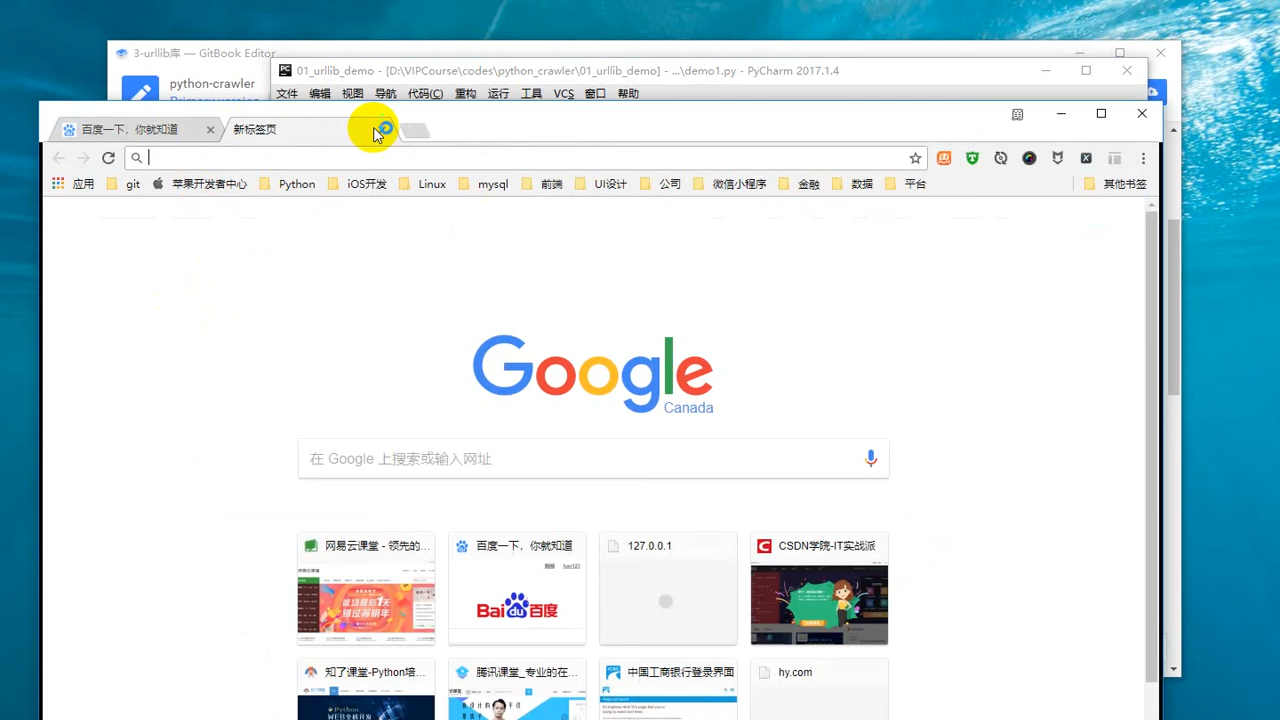 3-urllib库 — GitBook Editor
python-crawler
01_urllib_demo - [D:\VIPCourse\codes\python_crawler\01_urllib_demo] - ...\demo1.py - PyCharm 2017.1.4
文件 编辑 视图 导航 代码(C) 重构 运行 工具 VCS 窗口 帮助
百度一下，你就知道 新标签页
应用 git 苹果开发者中心 Python iOS开发 Linux mysql 前端 UI设计 公司 微信小程序 金融 数据 平台 其他书签
Google
Canada
在 Google 上搜索或输入网址
网易云课堂 - 领先的... 百度一下，你就知道 127.0.0.1 CSDN学院-IT实战派
Bai du 百度
知了课堂-Python培... 腾讯课堂_专业的在... 中国工商银行登录界面 hy.com